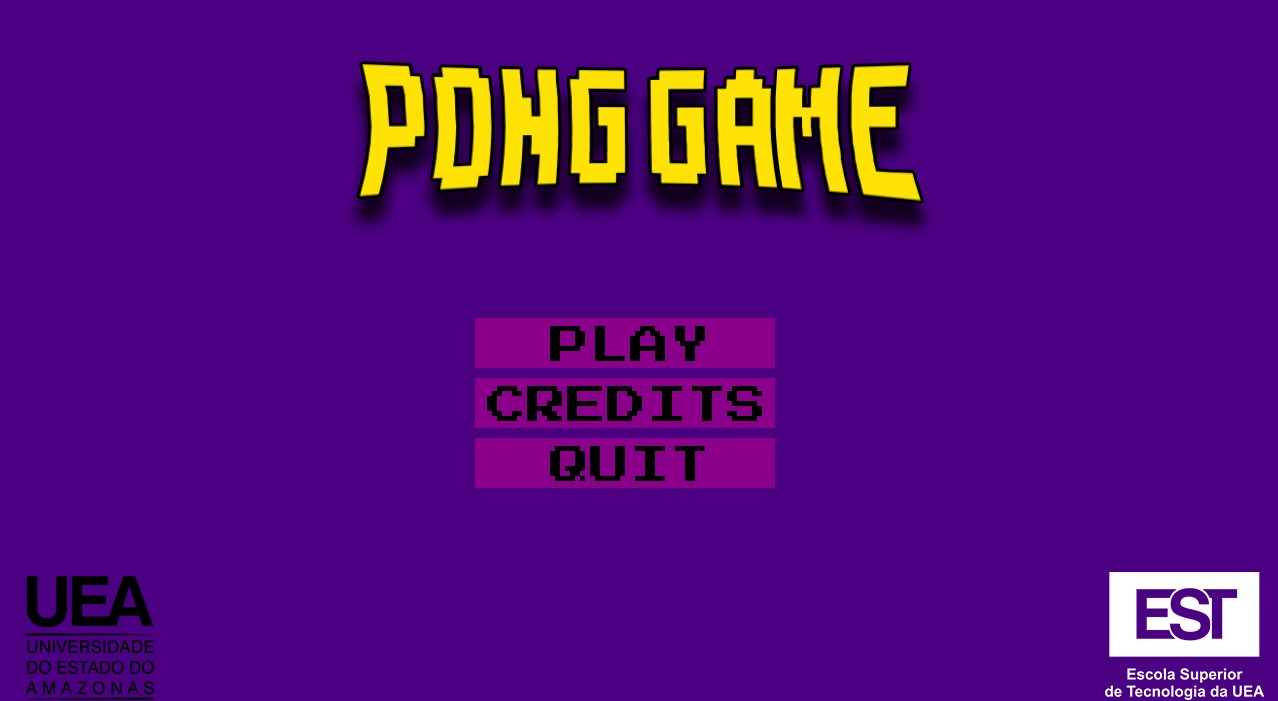 PONG GAME
PLAY
CREDITS
QUIT
UEA
UNIVERSIDADE
DO ESTADO DO
AMAZONAS
EST
Escola Superior
de Tecnologia da UEA